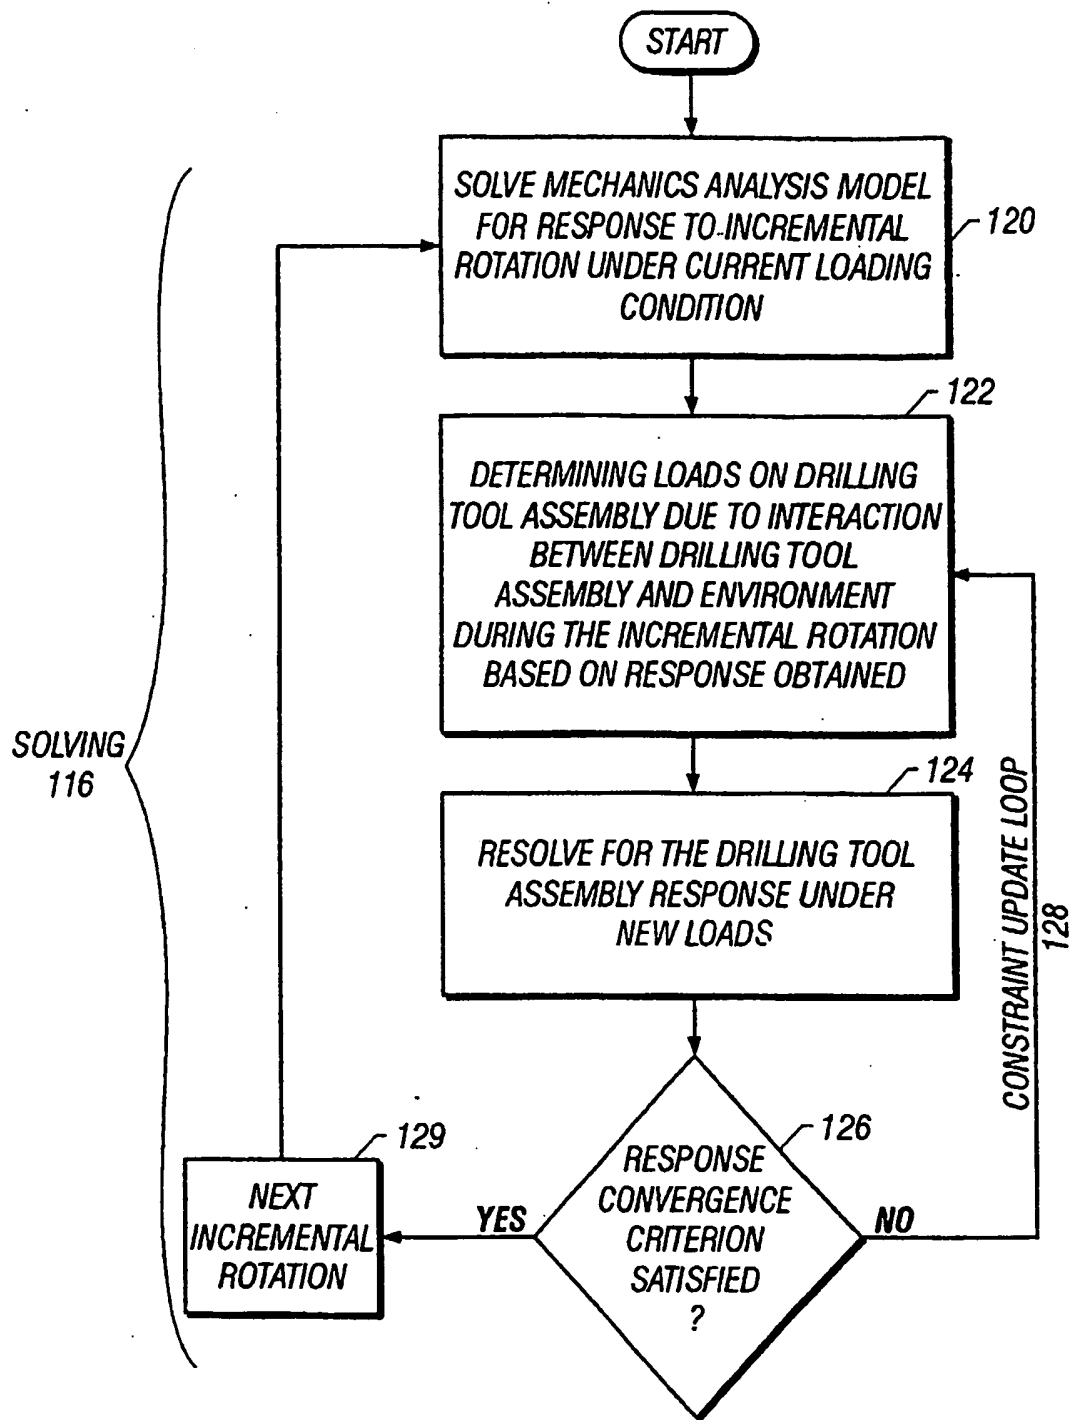 START
SOLVE MECHANICS ANALYSIS MODEL
FOR RESPONSE TO INCREMENTAL
ROTATION UNDER CURRENT LOADING
CONDITION
120
122
DETERMINING LOADS ON DRILLING
TOOL ASSEMBLY DUE TO INTERACTION
BETWEEN DRILLING TOOL
ASSEMBLY AND ENVIRONMENT
DURING THE INCREMENTAL ROTATION
BASED ON RESPONSE OBTAINED
SOLVING
116
124
RESOLVE FOR THE DRILLING TOOL
ASSEMBLY RESPONSE UNDER
NEW LOADS
CONSTRAINT UPDATE LOOP
128
126
RESPONSE
CONVERGENCE
CRITERION
SATISFIED
?
YES
NO
129
NEXT
INCREMENTAL
ROTATION